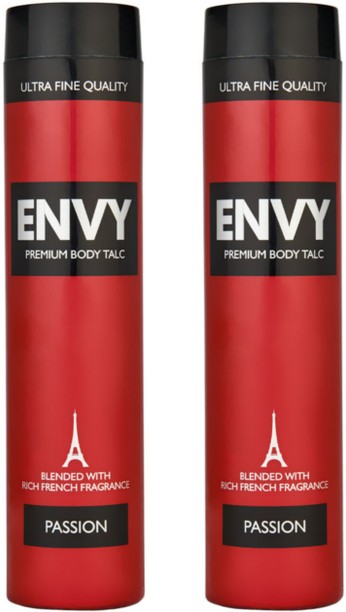 ULTRA FINE QUALITY
ENVY
PREMIUM BODY TALC
BLENDED WITH
RICH FRENCH FRAGRANCE
PASSION
ULTRA FINE QUALITY
ENVY
PREMIUM BODY TALC
BLENDED WITH
RICH FRENCH FRAGRANCE
PASSION